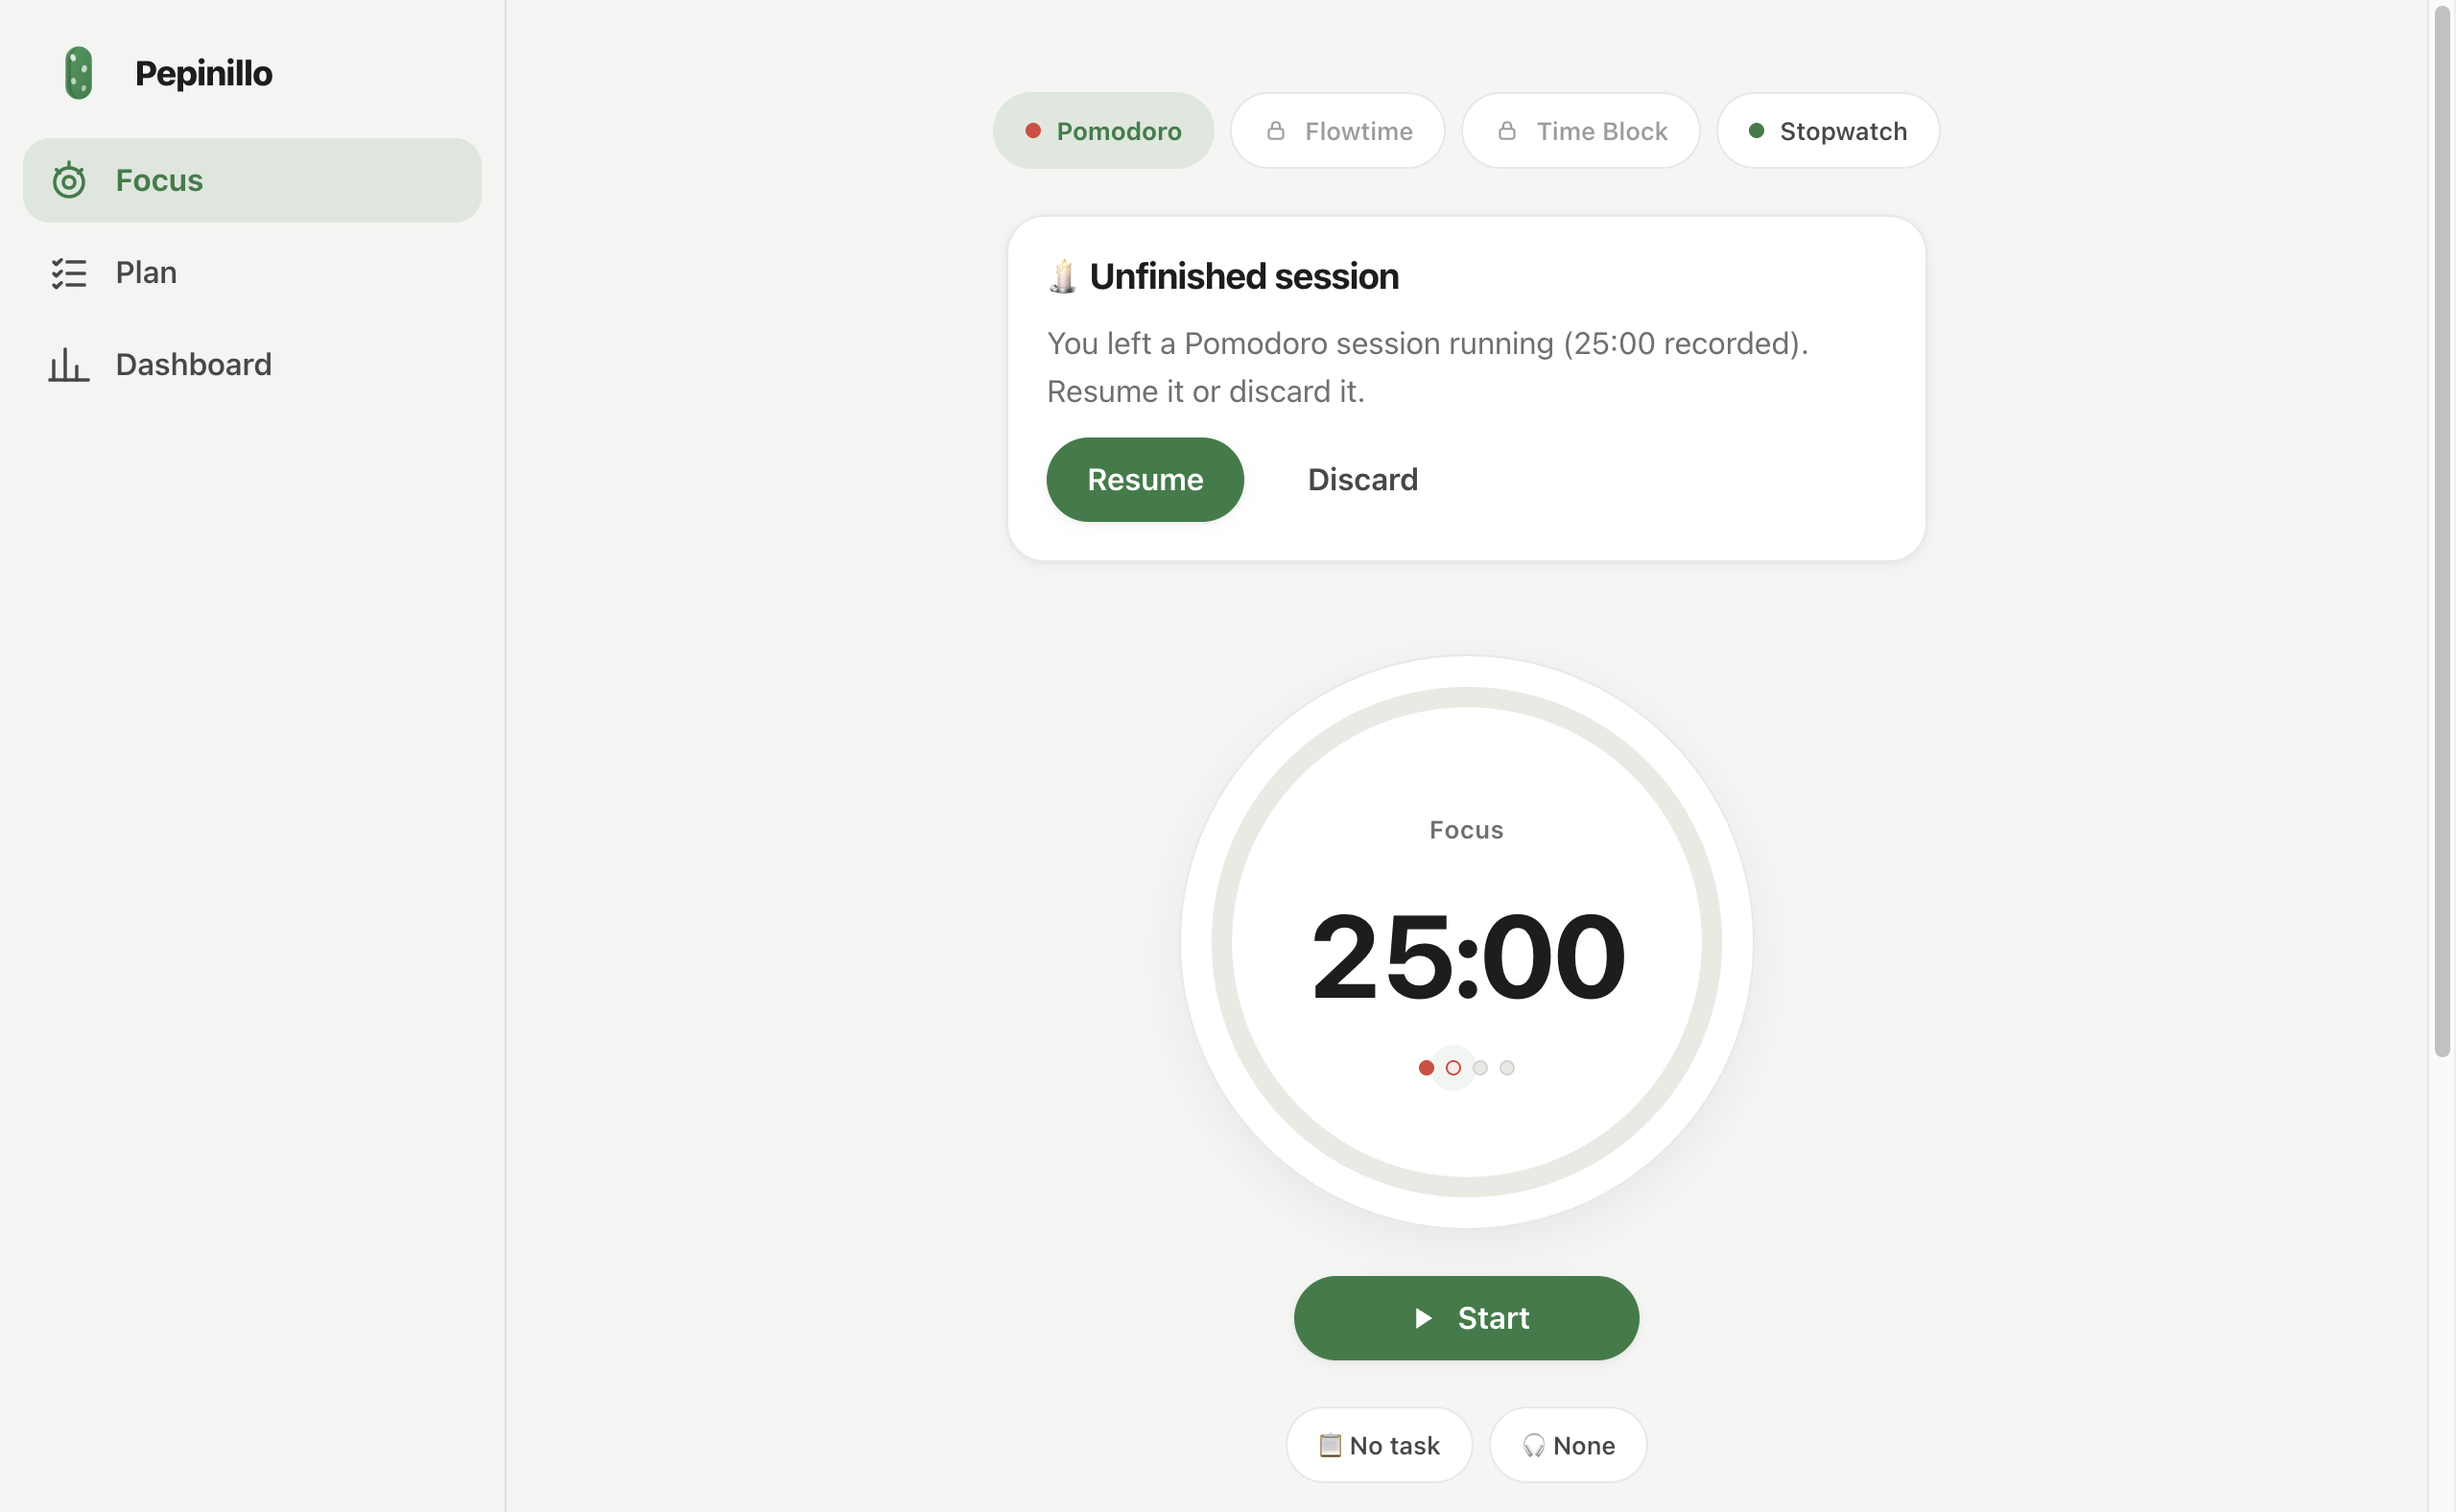 Pepinillo
Focus
Plan
Dashboard
Pomodoro
Flowtime
Time Block
Stopwatch
Unfinished session
You left a Pomodoro session running (25:00 recorded).
Resume it or discard it.
Resume
Discard
Focus
25:00
Start
No task
None